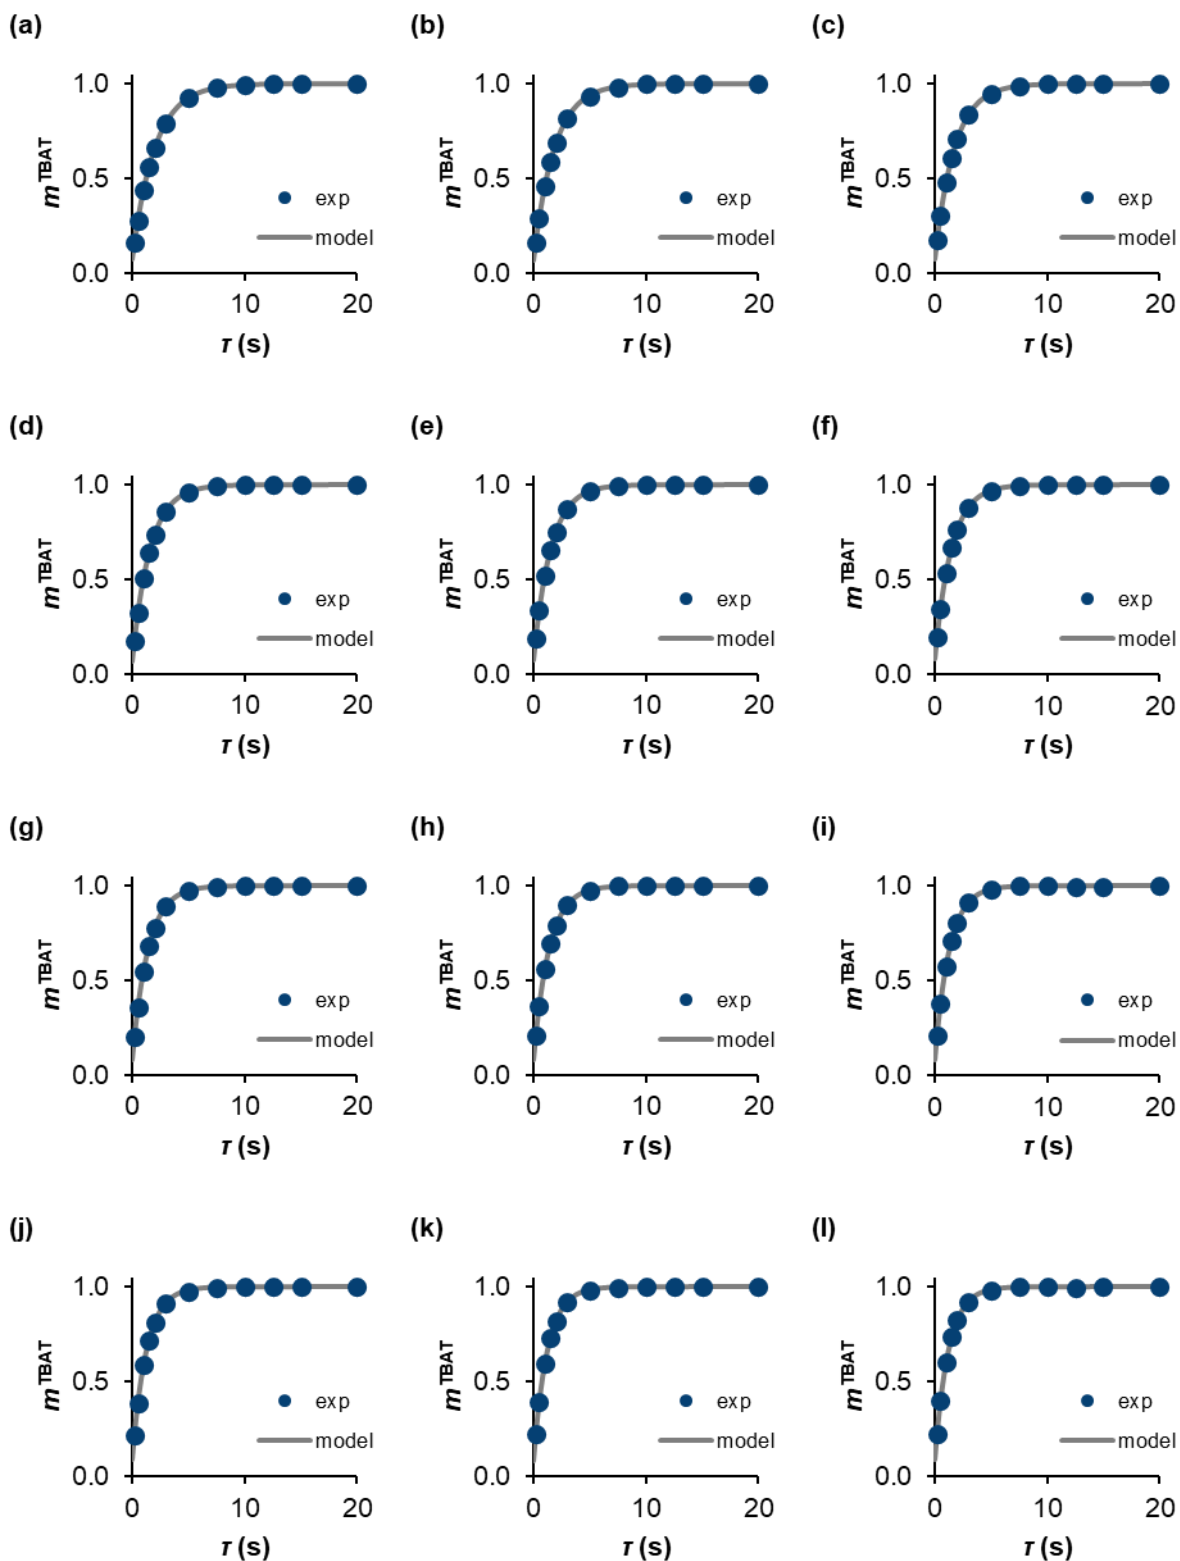 (a)
1.0
0.5
0.0
m^TBAT
exp
model
0 10 20
τ (s)
(b)
1.0
0.5
0.0
m^TBAT
exp
model
0 10 20
τ (s)
(c)
1.0
0.5
0.0
m^TBAT
exp
model
0 10 20
τ (s)
(d)
1.0
0.5
0.0
m^TBAT
exp
model
0 10 20
τ (s)
(e)
1.0
0.5
0.0
m^TBAT
exp
model
0 10 20
τ (s)
(f)
1.0
0.5
0.0
m^TBAT
exp
model
0 10 20
τ (s)
(g)
1.0
0.5
0.0
m^TBAT
exp
model
0 10 20
τ (s)
(h)
1.0
0.5
0.0
m^TBAT
exp
model
0 10 20
τ (s)
(i)
1.0
0.5
0.0
m^TBAT
exp
model
0 10 20
τ (s)
(j)
1.0
0.5
0.0
m^TBAT
exp
model
0 10 20
τ (s)
(k)
1.0
0.5
0.0
m^TBAT
exp
model
0 10 20
τ (s)
(l)
1.0
0.5
0.0
m^TBAT
exp
model
0 10 20
τ (s)